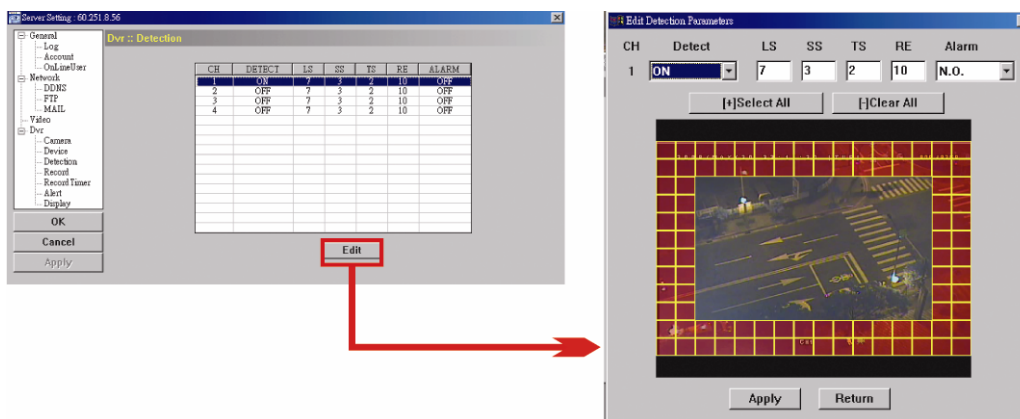 Server Setting : 60.251.8.56
General
Log
Account
OnLineUser
Network
DDNS
FTP
MAIL
Video
Dvr
Camera
Device
Detection
Record
Record Timer
Alert
Display
OK
Cancel
Apply
Dvr :: Detection
CH DETECT LS SS TS RE ALARM
1 ON 7 3 2 10 OFF
2 OFF 7 3 2 10 OFF
3 OFF 7 3 2 10 OFF
4 OFF 7 3 2 10 OFF
Edit
Edit Detection Parameters
CH Detect LS SS TS RE Alarm
1 ON 7 3 2 10 N.O.
[+]Select All [-]Clear All
Apply Return